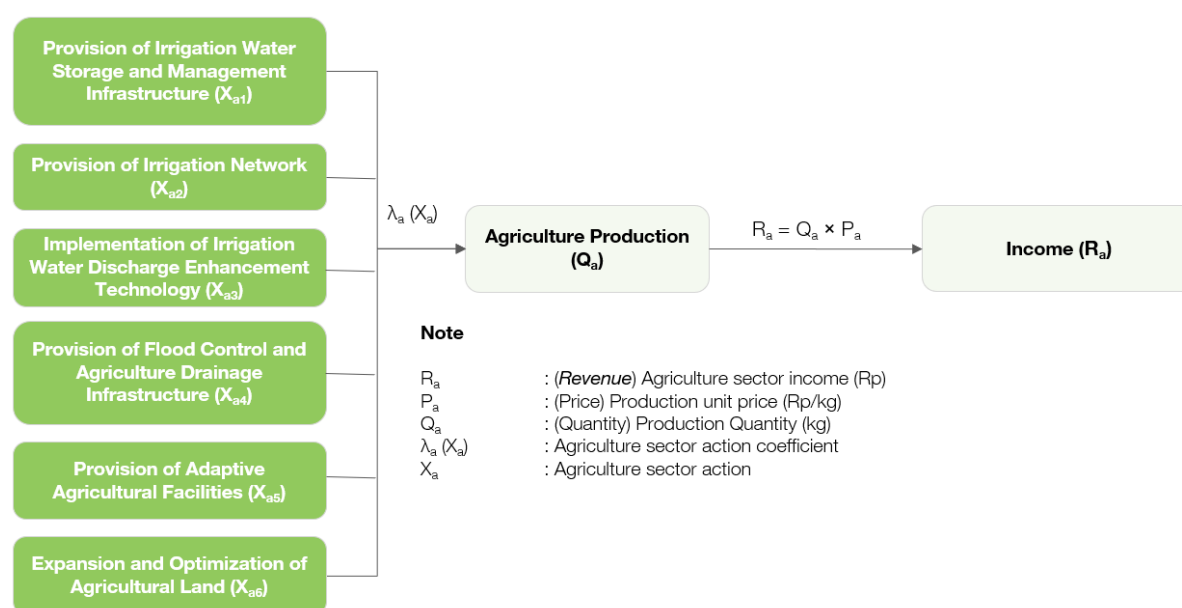 Provision of Irrigation Water
Storage and Management
Infrastructure (Xa1)
Provision of Irrigation Network
(Xa2)
Implementation of Irrigation
Water Discharge Enhancement
Technology (Xa3)
Provision of Flood Control and
Agriculture Drainage
Infrastructure (Xa4)
Provision of Adaptive
Agricultural Facilities (Xa5)
Expansion and Optimization of
Agricultural Land (Xa6)
λa (Xa)
Agriculture Production
(Qa)
Ra = Qa × Pa
Income (Ra)
Note
Ra : (Revenue) Agriculture sector income (Rp)
Pa : (Price) Production unit price (Rp/kg)
Qa : (Quantity) Production Quantity (kg)
λa (Xa) : Agriculture sector action coefficient
Xa : Agriculture sector action